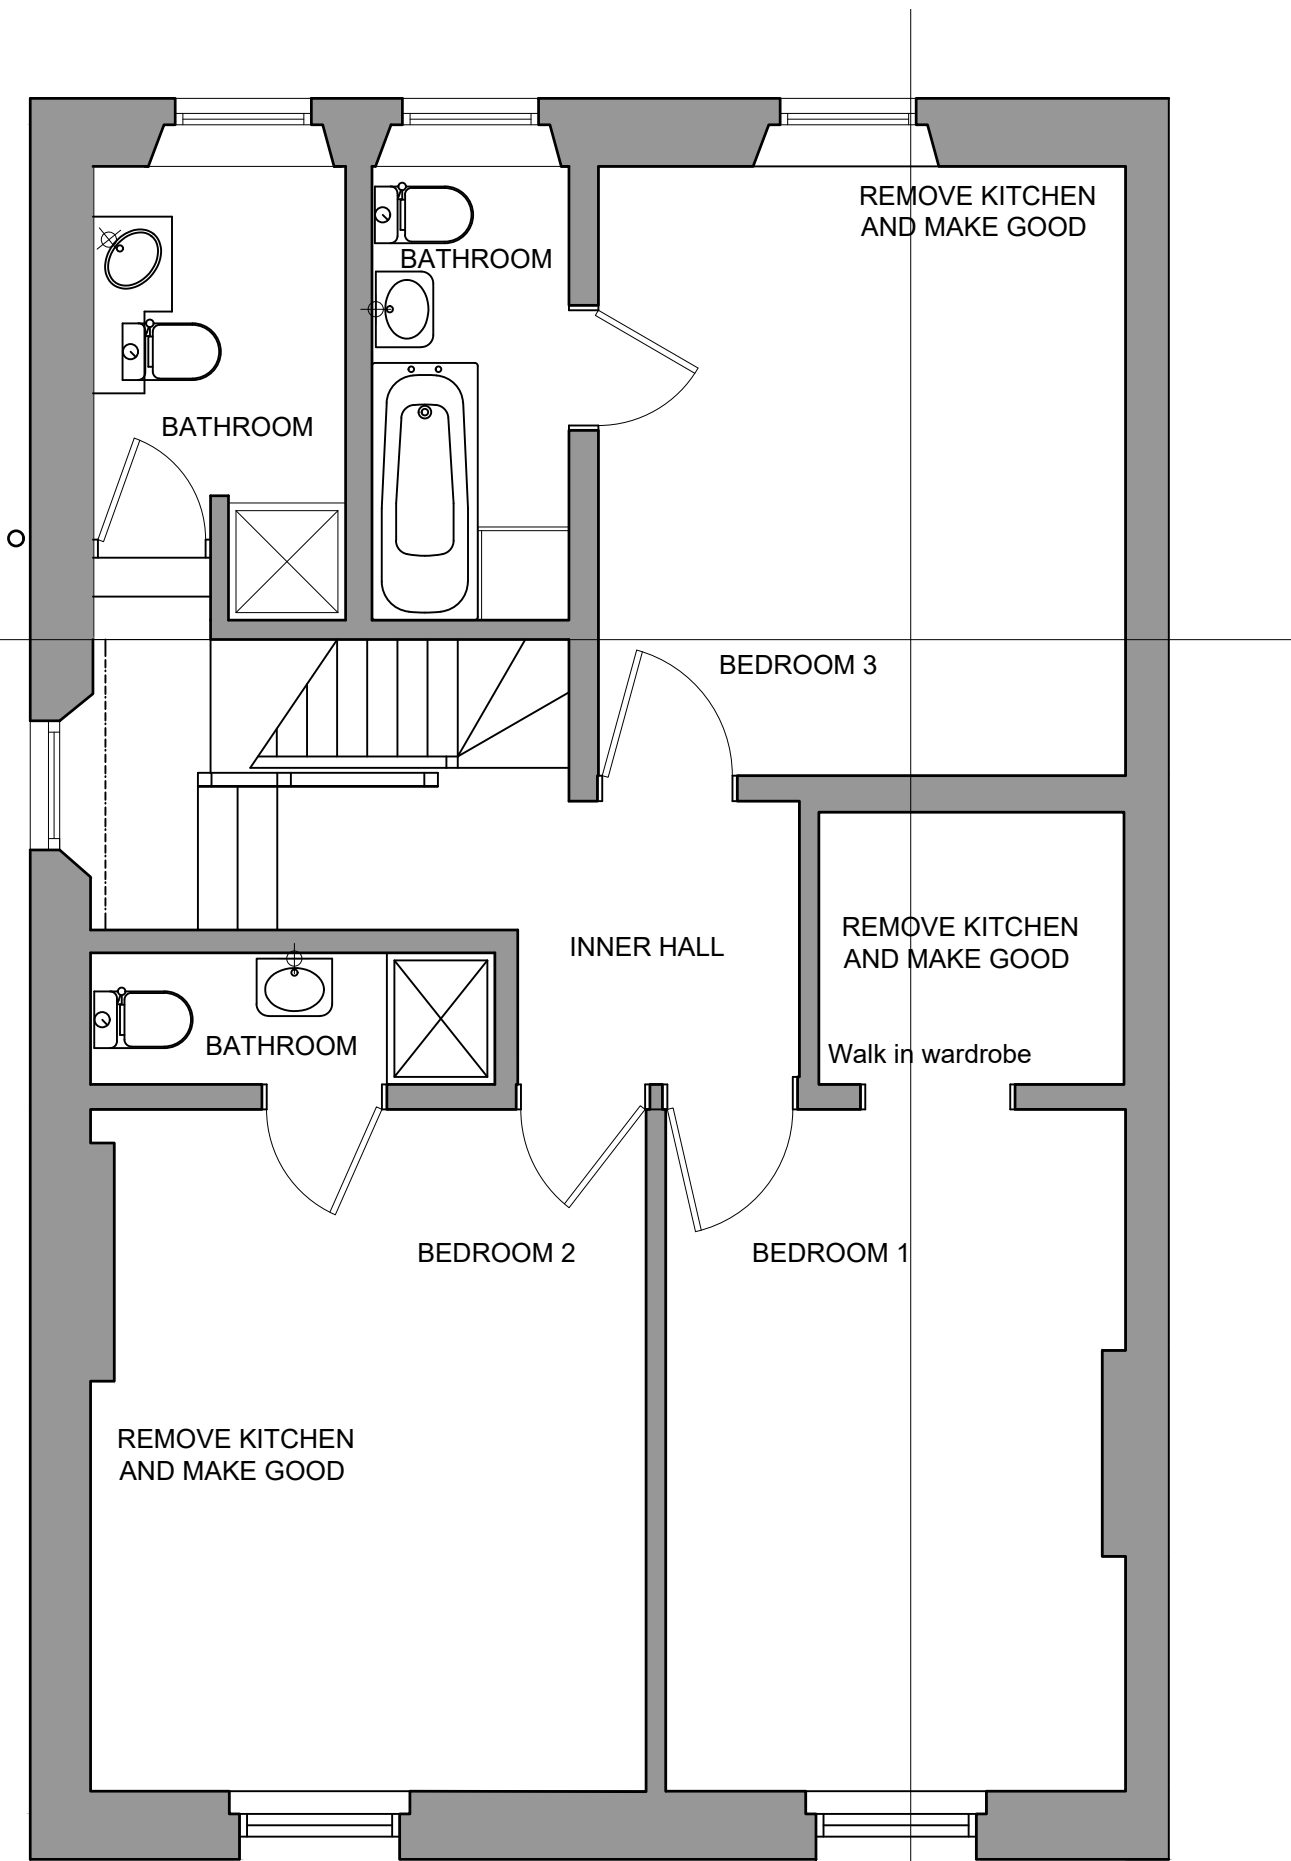 REMOVE KITCHEN
AND MAKE GOOD
BATHROOM
BATHROOM
BEDROOM 3
REMOVE KITCHEN
AND MAKE GOOD
INNER HALL
BATHROOM
Walk in wardrobe
BEDROOM 2
BEDROOM 1
REMOVE KITCHEN
AND MAKE GOOD